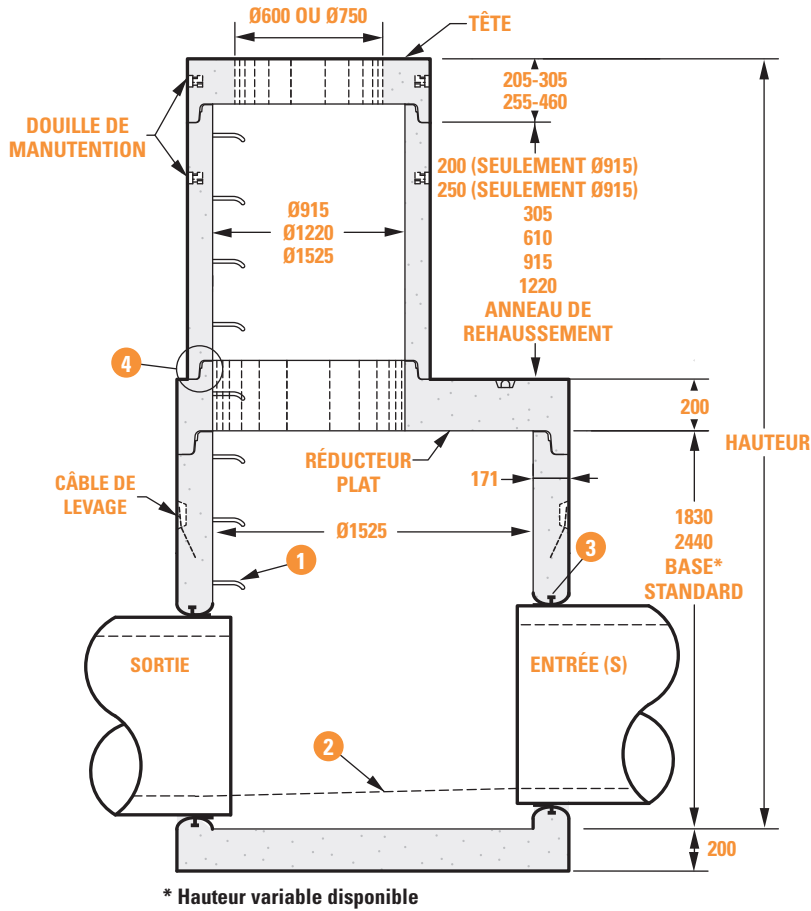 Ø600 OU Ø750
TÊTE
205-305
255-460
DOUILLE DE
MANUTENTION
200 (SEULEMENT Ø915)
250 (SEULEMENT Ø915)
305
610
915
1220
ANNEAU DE
REHAUSSEMENT
Ø915
Ø1220
Ø1525
4
200
HAUTEUR
RÉDUCTEUR
PLAT
171
CÂBLE DE
LEVAGE
Ø1525
1830
2440
BASE*
STANDARD
1
3
SORTIE
ENTRÉE (S)
2
200
* Hauteur variable disponible